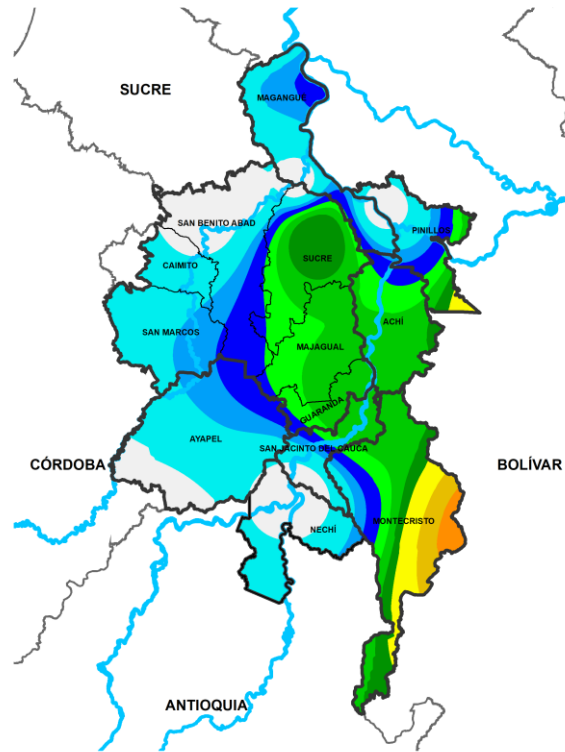 SUCRE
MAGANGUÉ
SAN BENITO ABAD
PINILLOS
CAIMITO
SUCRE
SAN MARCOS
ACHÍ
MAJAGUAL
GUARANDA
AYAPEL
SAN JACINTO DEL CAUCA
CÓRDOBA
BOLÍVAR
MONTECRISTO
NECHÍ
ANTIOQUIA